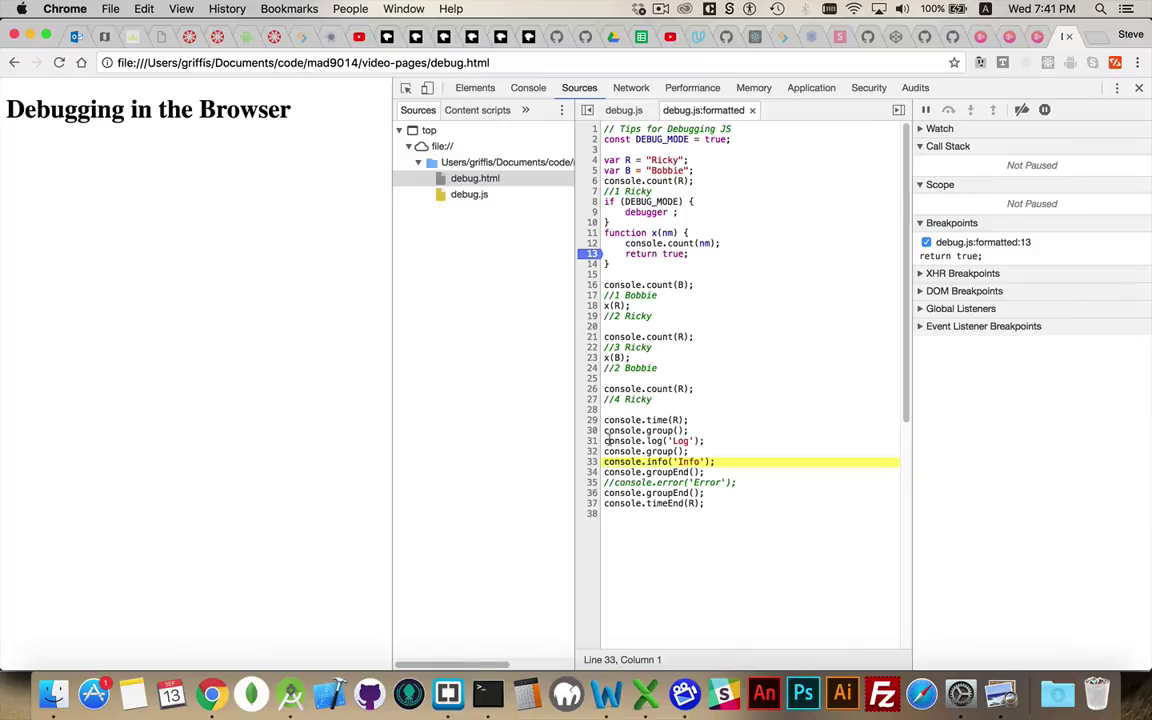 Chrome File Edit View History Bookmarks People Window Help 100% A Wed 7:41 PM
Steve
file:///Users/griffis/Documents/code/mad9014/video-pages/debug.html
Debugging in the Browser
Elements Console Sources Network Performance Memory Application Security Audits
Sources Content scripts »
debug.js debug.js:formatted ×
top
file://
Users/griffis/Documents/code/
debug.html
debug.js
1 // Tips for Debugging JS
2 const DEBUG_MODE = true;
3
4 var R = "Ricky";
5 var B = "Bobbie";
6 console.count(R);
7 //1 Ricky
8 if (DEBUG_MODE) {
9 debugger ;
10 }
11 function x(nm) {
12 console.count(nm);
13 return true;
14 }
15
16 console.count(B);
17 //1 Bobbie
18 x(R);
19 //2 Ricky
20
21 console.count(R);
22 //3 Ricky
23 x(B);
24 //2 Bobbie
25
26 console.count(R);
27 //4 Ricky
28
29 console.time(R);
30 console.group();
31 console.log('Log');
32 console.group();
33 console.info('Info');
34 console.groupEnd();
35 //console.error('Error');
36 console.groupEnd();
37 console.timeEnd(R);
38
Line 33, Column 1
Watch
Call Stack
Not Paused
Scope
Not Paused
Breakpoints
debug.js:formatted:13
return true;
XHR Breakpoints
DOM Breakpoints
Global Listeners
Event Listener Breakpoints
SEP
13
1
An Ps Ai Fz